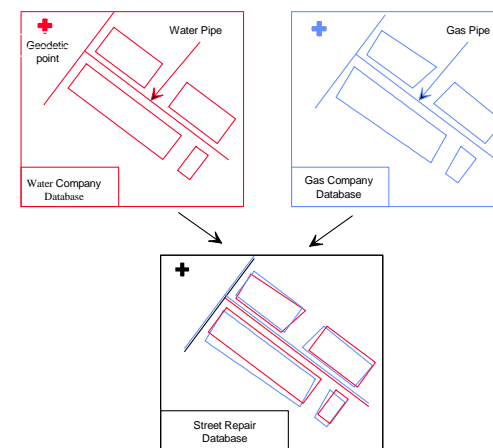 Geodetic
point
Water Pipe
Water Company
Database
Gas Pipe
Gas Company
Database
Street Repair
Database